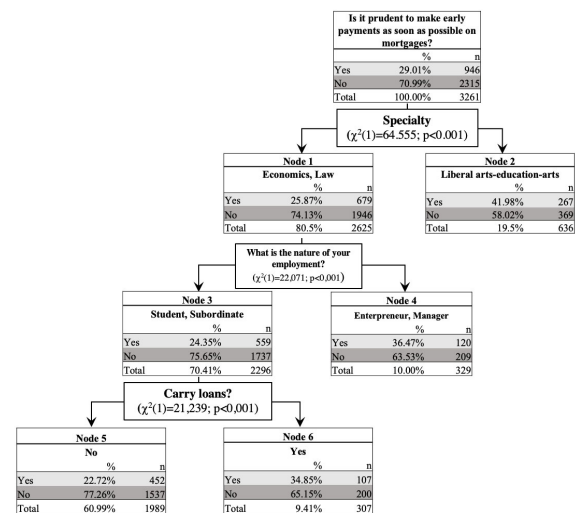 Is it prudent to make early
payments as soon as possible on
mortgages?
% n
Yes 29.01% 946
No 70.99% 2315
Total 100.00% 3261
Specialty
(χ²(1)=64.555; p<0.001)
Node 1
Economics, Law
% n
Yes 25.87% 679
No 74.13% 1946
Total 80.5% 2625
Node 2
Liberal arts-education-arts
% n
Yes 41.98% 267
No 58.02% 369
Total 19.5% 636
What is the nature of your
employment?
(χ²(1)=22,071; p<0,001)
Node 3
Student, Subordinate
% n
Yes 24.35% 559
No 75.65% 1737
Total 70.41% 2296
Node 4
Enterpreneur, Manager
% n
Yes 36.47% 120
No 63.53% 209
Total 10.00% 329
Carry loans?
(χ²(1)=21,239; p<0,001)
Node 5
No
% n
Yes 22.72% 452
No 77.26% 1537
Total 60.99% 1989
Node 6
Yes
% n
Yes 34.85% 107
No 65.15% 200
Total 9.41% 307